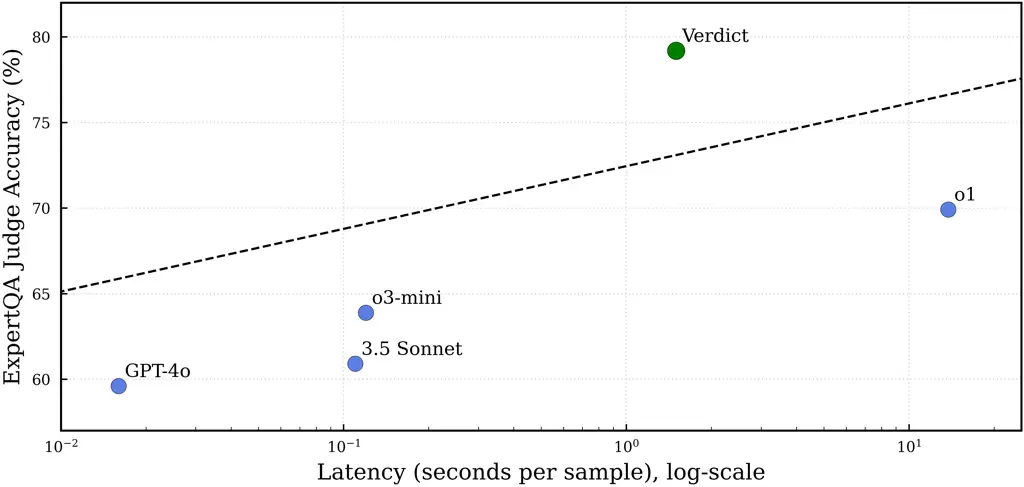 ExpertQA Judge Accuracy (%)
80
75
70
65
60
Verdict
o1
o3-mini
3.5 Sonnet
GPT-4o
10⁻²
10⁻¹
10⁰
10¹
Latency (seconds per sample), log-scale